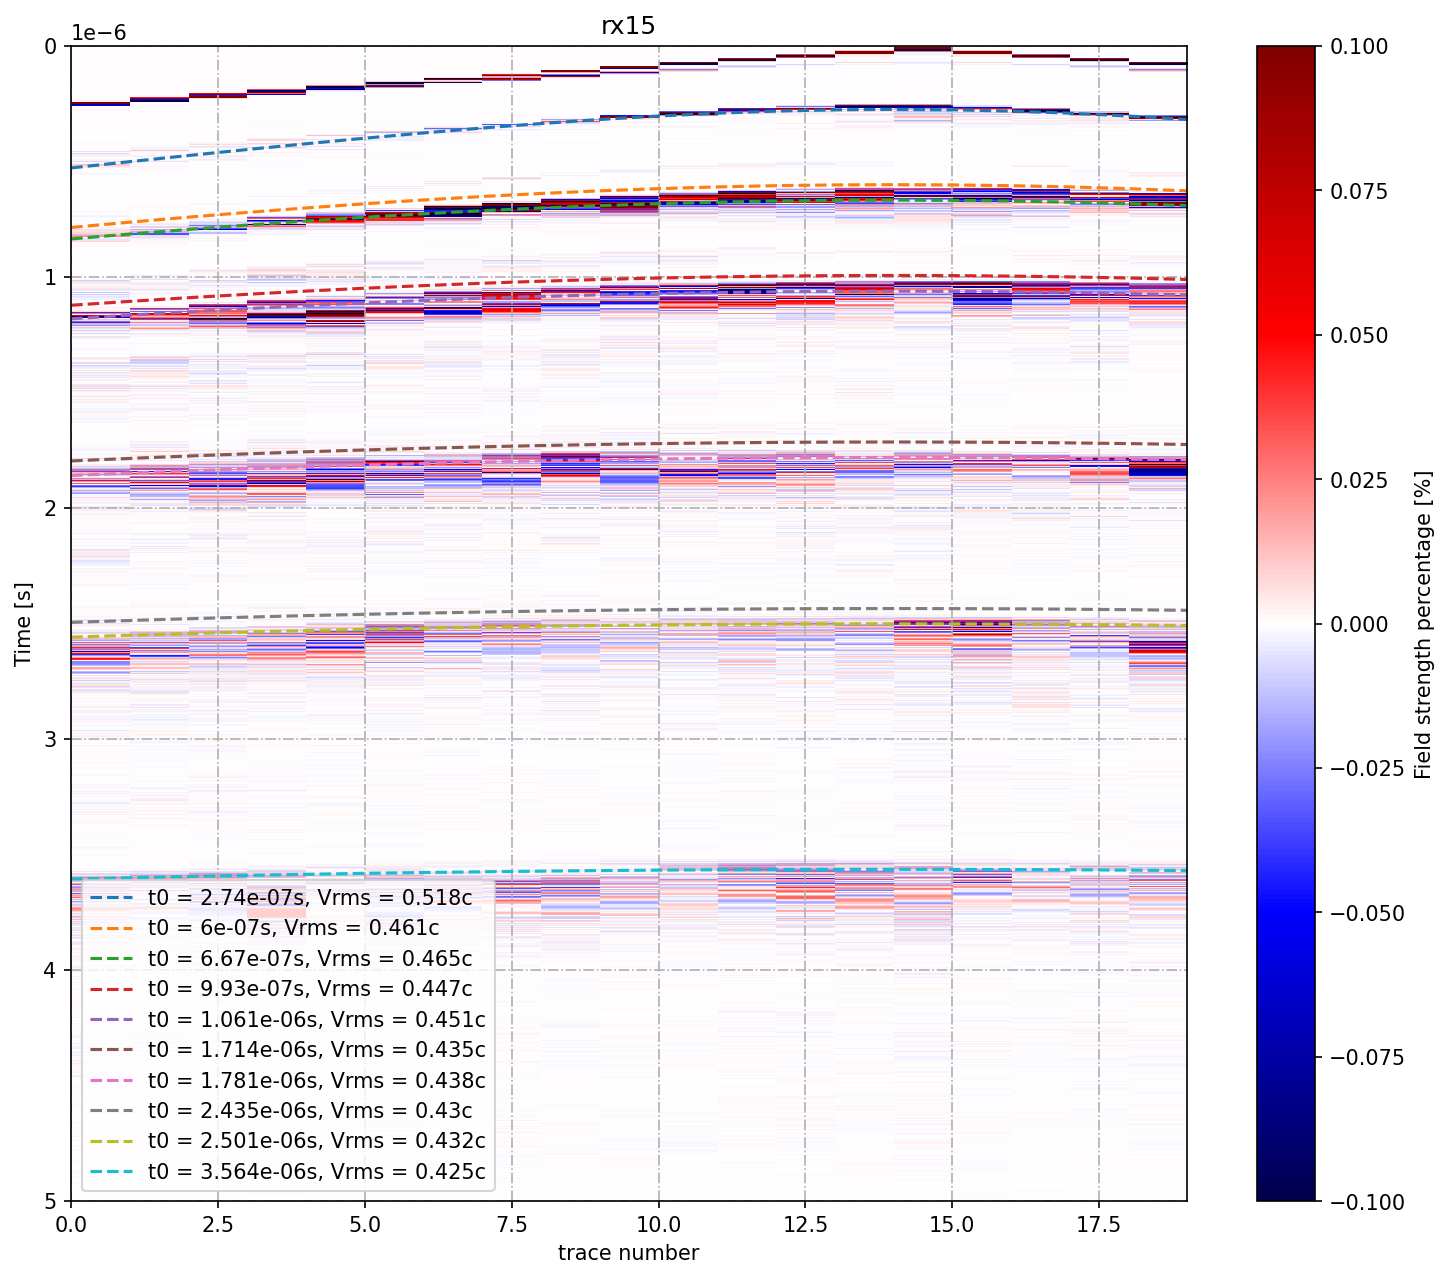 rx15
1e−6
0
1
2
3
4
5
Time [s]
0.0
2.5
5.0
7.5
10.0
12.5
15.0
17.5
trace number
t0 = 2.74e-07s, Vrms = 0.518c
t0 = 6e-07s, Vrms = 0.461c
t0 = 6.67e-07s, Vrms = 0.465c
t0 = 9.93e-07s, Vrms = 0.447c
t0 = 1.061e-06s, Vrms = 0.451c
t0 = 1.714e-06s, Vrms = 0.435c
t0 = 1.781e-06s, Vrms = 0.438c
t0 = 2.435e-06s, Vrms = 0.43c
t0 = 2.501e-06s, Vrms = 0.432c
t0 = 3.564e-06s, Vrms = 0.425c
0.100
0.075
0.050
0.025
0.000
−0.025
−0.050
−0.075
−0.100
Field strength percentage [%]